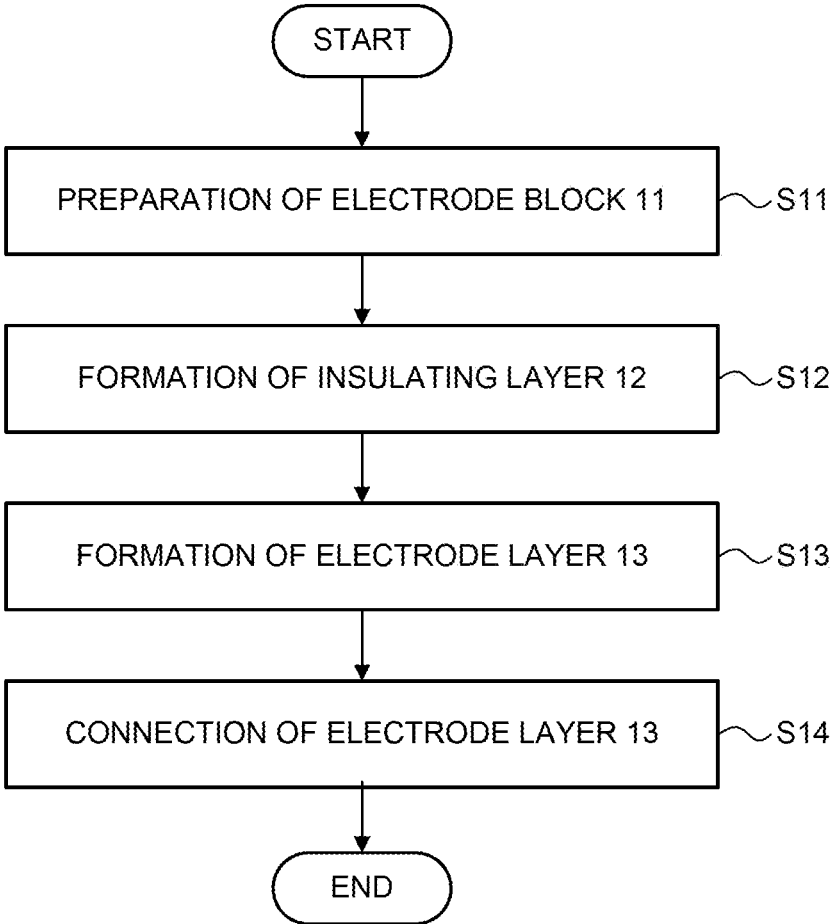 START
PREPARATION OF ELECTRODE BLOCK 11
S11
FORMATION OF INSULATING LAYER 12
S12
FORMATION OF ELECTRODE LAYER 13
S13
CONNECTION OF ELECTRODE LAYER 13
S14
END